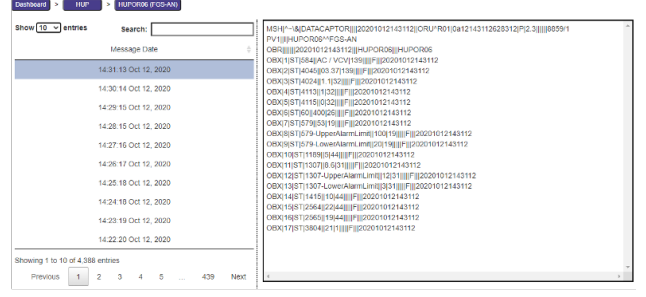 Dashboard > HUP > HUPOR06 (FGS-AN)
Show 10 entries Search:
Message Date
14:31:13 Oct 12, 2020
14:30:14 Oct 12, 2020
14:29:15 Oct 12, 2020
14:28:15 Oct 12, 2020
14:27:16 Oct 12, 2020
14:26:17 Oct 12, 2020
14:25:18 Oct 12, 2020
14:24:18 Oct 12, 2020
14:23:19 Oct 12, 2020
14:22:20 Oct 12, 2020
Showing 1 to 10 of 4,388 entries
Previous 1 2 3 4 5 ... 439 Next
MSH|^~\&|DATACAPTOR||||20201012143112||ORU^R01|0a12143112628312|P|2.3||||||8859/1
PV1||I|HUPOR06^^FGS-AN
OBR|||||||20201012143112||||HUPOR06|||HUPOR06
OBX|1|ST|584||AC / VCV|139|||||F|||20201012143112
OBX|2|ST|4045||03.37|139|||||F|||20201012143112
OBX|3|ST|4024||1.1|32|||||F|||20201012143112
OBX|4|ST|4113||1|32|||||F|||20201012143112
OBX|5|ST|4115||0|32|||||F|||20201012143112
OBX|6|ST|60||400|26|||||F|||20201012143112
OBX|7|ST|579||53|19|||||F|||20201012143112
OBX|8|ST|579-UpperAlarmLimit||100|19|||||F|||20201012143112
OBX|9|ST|579-LowerAlarmLimit||20|19|||||F|||20201012143112
OBX|10|ST|1189||5|44|||||F|||20201012143112
OBX|11|ST|1307||8.6|31|||||F|||20201012143112
OBX|12|ST|1307-UpperAlarmLimit||12|31|||||F|||20201012143112
OBX|13|ST|1307-LowerAlarmLimit||3|31|||||F|||20201012143112
OBX|14|ST|1415||10|44|||||F|||20201012143112
OBX|15|ST|2564||22|44|||||F|||20201012143112
OBX|16|ST|2565||19|44|||||F|||20201012143112
OBX|17|ST|3804||21|1|||||F|||20201012143112